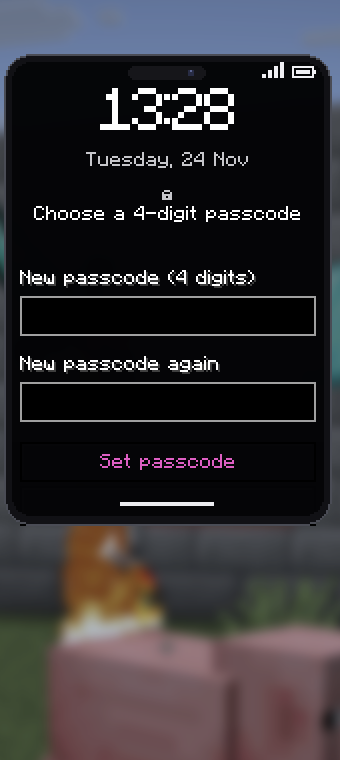 13:28
Tuesday, 24 Nov
Choose a 4-digit passcode
New passcode (4 digits)
New passcode again
Set passcode